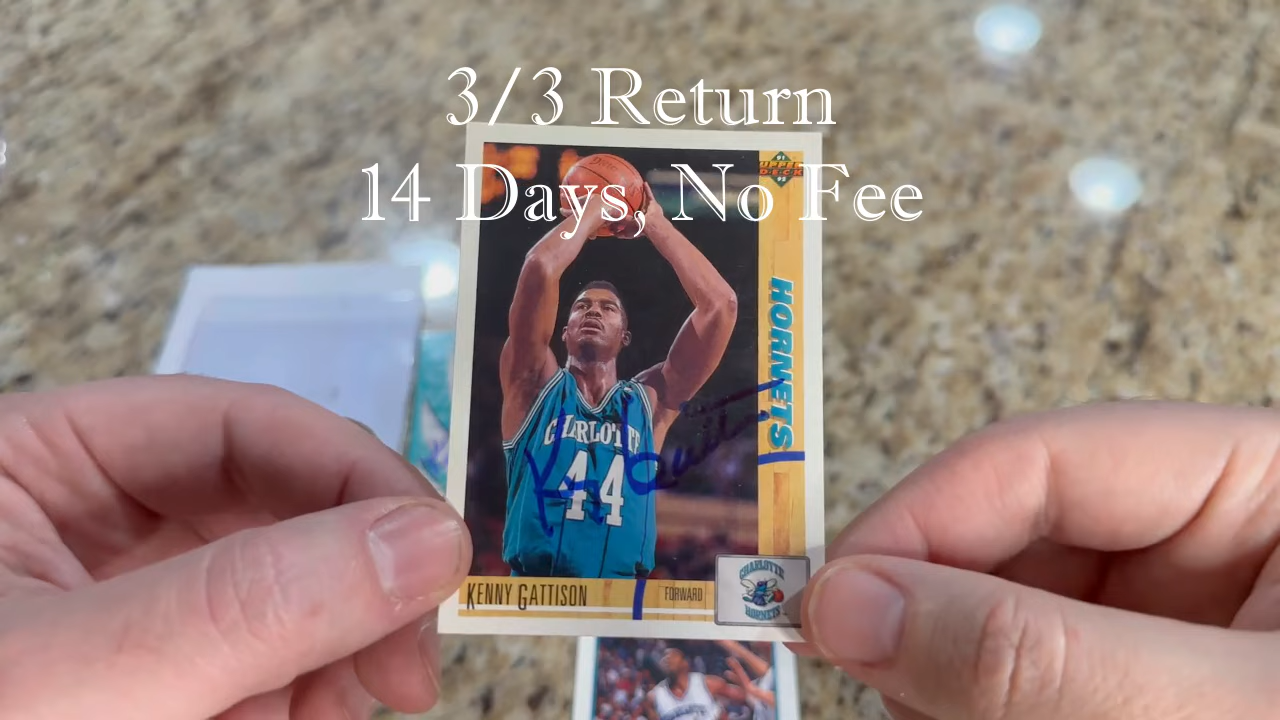 3/3 Return
14 Days, No Fee
UPPER
DECK
HORNETS
CHARLOTTE
44
KENNY GATTISON
FORWARD
CHARLOTTE
HORNETS